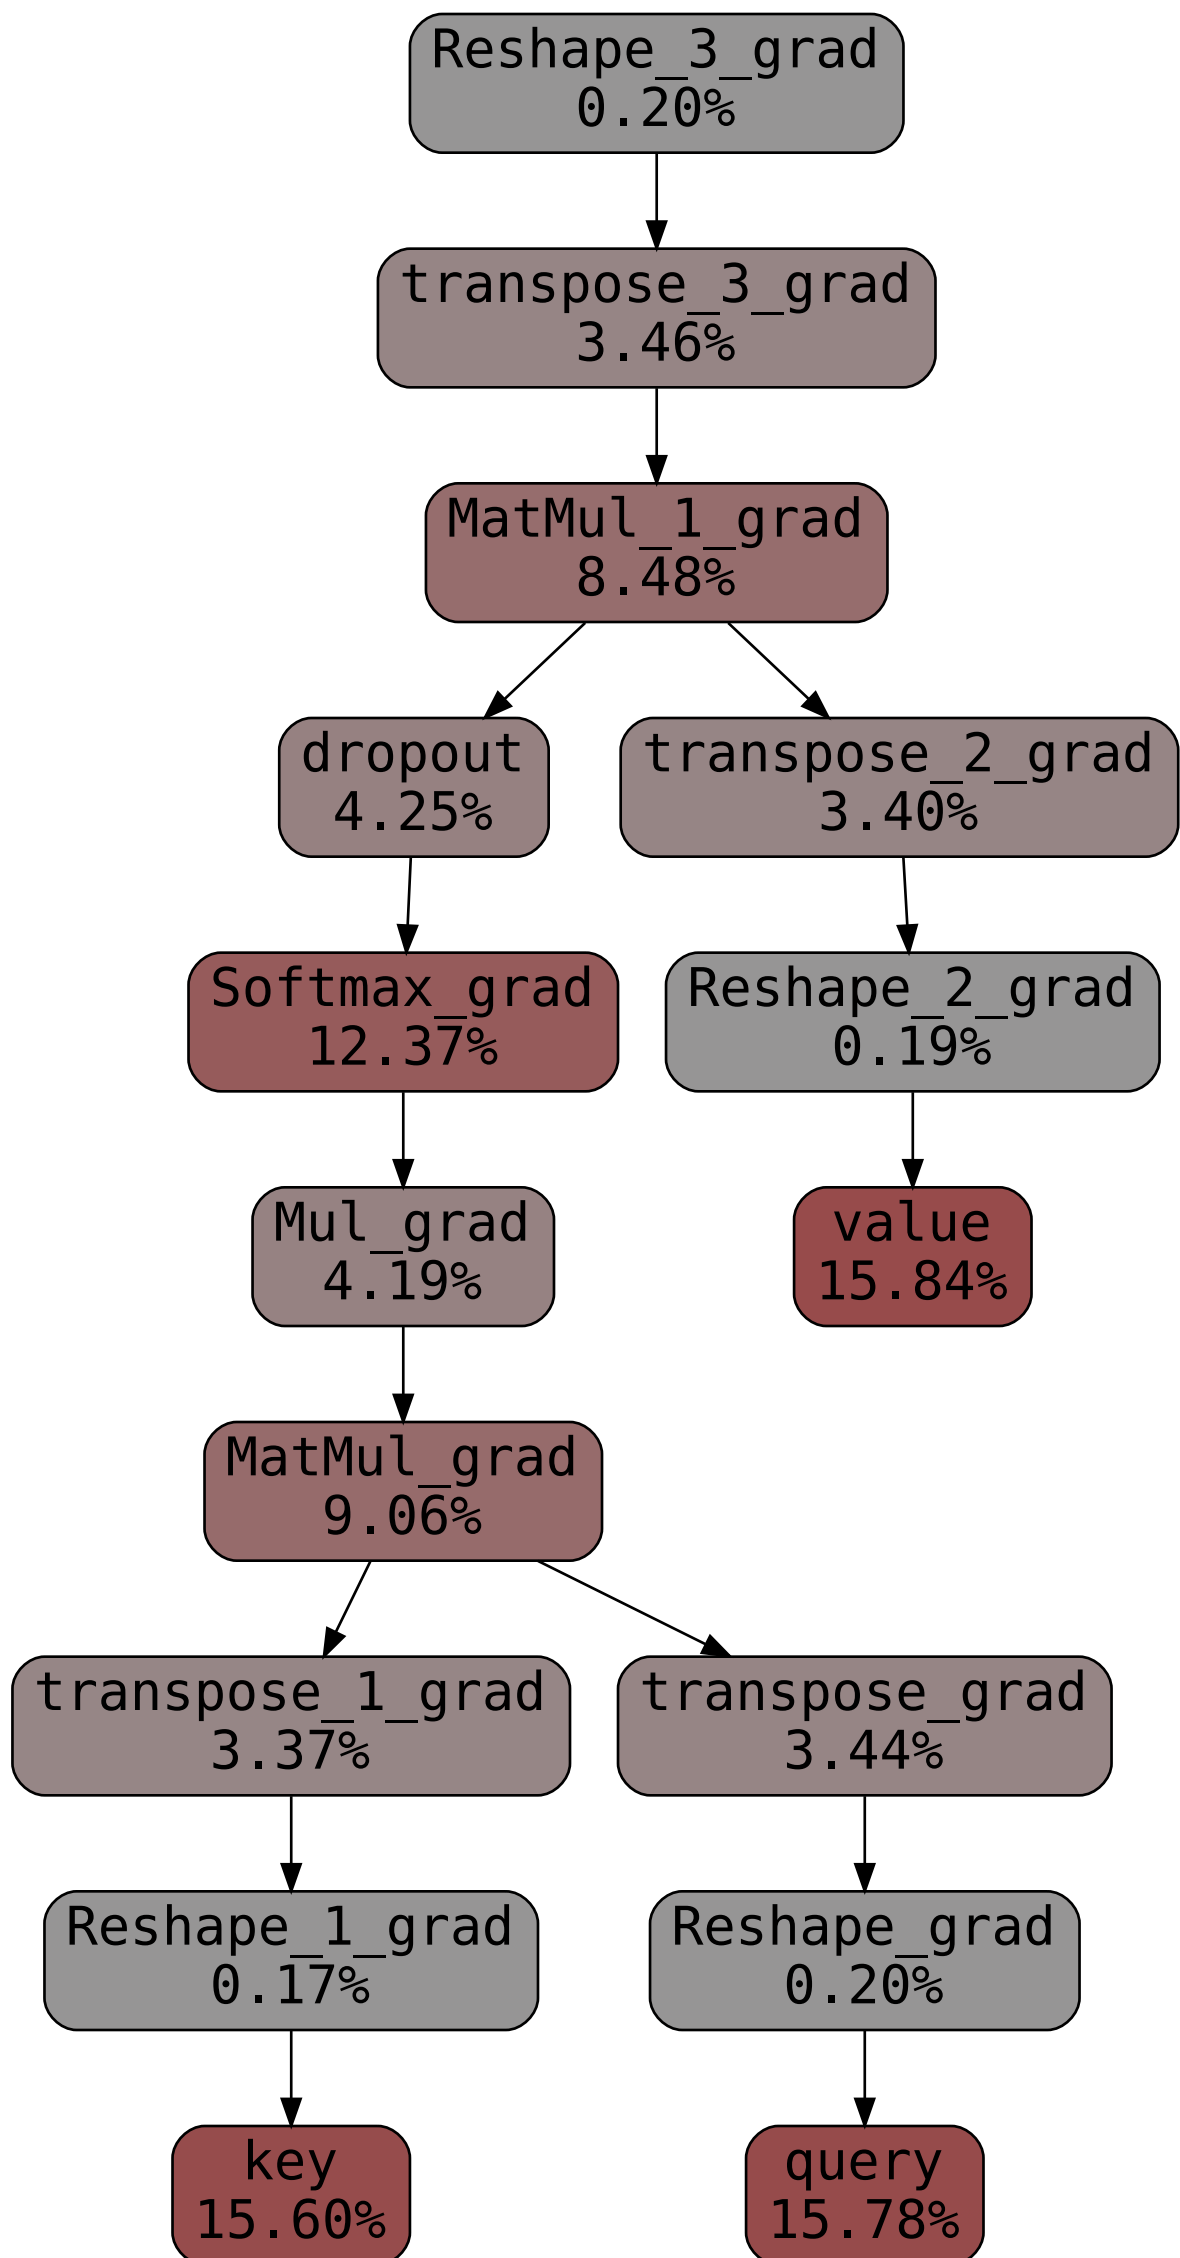 Reshape_3_grad
0.20%
transpose_3_grad
3.46%
MatMul_1_grad
8.48%
dropout
4.25%
transpose_2_grad
3.40%
Softmax_grad
12.37%
Reshape_2_grad
0.19%
Mul_grad
4.19%
value
15.84%
MatMul_grad
9.06%
transpose_1_grad
3.37%
transpose_grad
3.44%
Reshape_1_grad
0.17%
Reshape_grad
0.20%
key
15.60%
query
15.78%